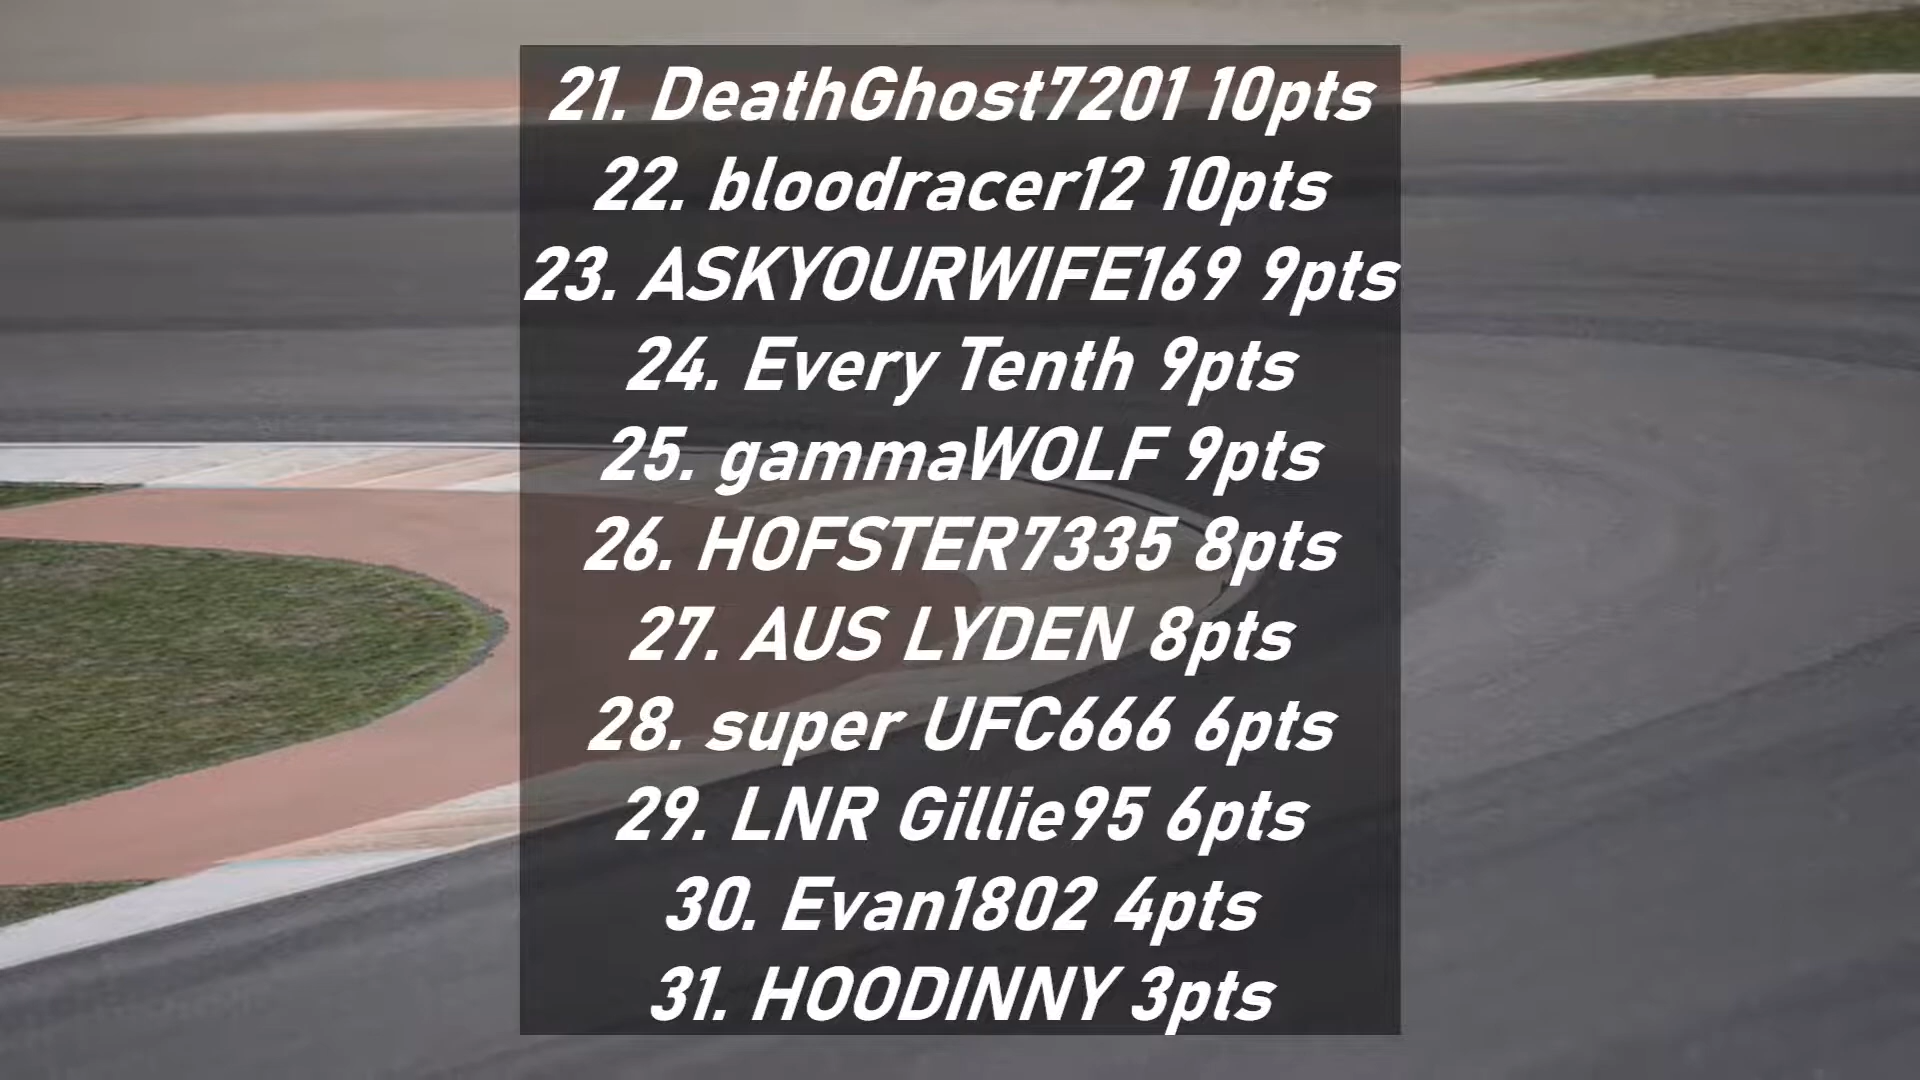 21. DeathGhost7201 10pts
22. bloodracer12 10pts
23. ASKYOURWIFE169 9pts
24. Every Tenth 9pts
25. gammaWOLF 9pts
26. HOFSTER7335 8pts
27. AUS LYDEN 8pts
28. super UFC666 6pts
29. LNR Gillie95 6pts
30. Evan1802 4pts
31. HOODINNY 3pts